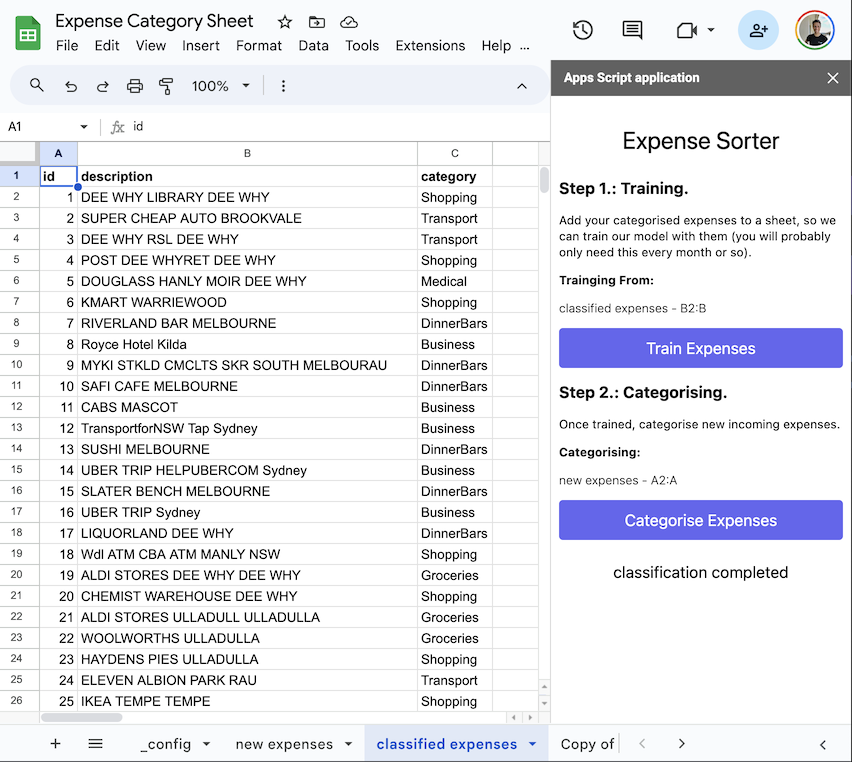 Expense Category Sheet
File Edit View Insert Format Data Tools Extensions Help ...
100%
A1 fx id
A B C
1 id description category
2 1 DEE WHY LIBRARY DEE WHY Shopping
3 2 SUPER CHEAP AUTO BROOKVALE Transport
4 3 DEE WHY RSL DEE WHY Transport
5 4 POST DEE WHYRET DEE WHY Shopping
6 5 DOUGLASS HANLY MOIR DEE WHY Medical
7 6 KMART WARRIEWOOD Shopping
8 7 RIVERLAND BAR MELBOURNE DinnerBars
9 8 Royce Hotel Kilda Business
10 9 MYKI STKLD CMCLTS SKR SOUTH MELBOURAU DinnerBars
11 10 SAFI CAFE MELBOURNE DinnerBars
12 11 CABS MASCOT Business
13 12 TransportforNSW Tap Sydney Business
14 13 SUSHI MELBOURNE DinnerBars
15 14 UBER TRIP HELPUBERCOM Sydney Business
16 15 SLATER BENCH MELBOURNE DinnerBars
17 16 UBER TRIP Sydney Business
18 17 LIQUORLAND DEE WHY DinnerBars
19 18 Wdl ATM CBA ATM MANLY NSW Shopping
20 19 ALDI STORES DEE WHY DEE WHY Groceries
21 20 CHEMIST WAREHOUSE DEE WHY Shopping
22 21 ALDI STORES ULLADULL ULLADULLA Groceries
23 22 WOOLWORTHS ULLADULLA Groceries
24 23 HAYDENS PIES ULLADULLA Shopping
25 24 ELEVEN ALBION PARK RAU Transport
26 25 IKEA TEMPE TEMPE Shopping
_config new expenses classified expenses Copy of
Apps Script application
Expense Sorter
Step 1.: Training.
Add your categorised expenses to a sheet, so we
can train our model with them (you will probably
only need this every month or so).
Trainging From:
classified expenses - B2:B
Train Expenses
Step 2.: Categorising.
Once trained, categorise new incoming expenses.
Categorising:
new expenses - A2:A
Categorise Expenses
classification completed